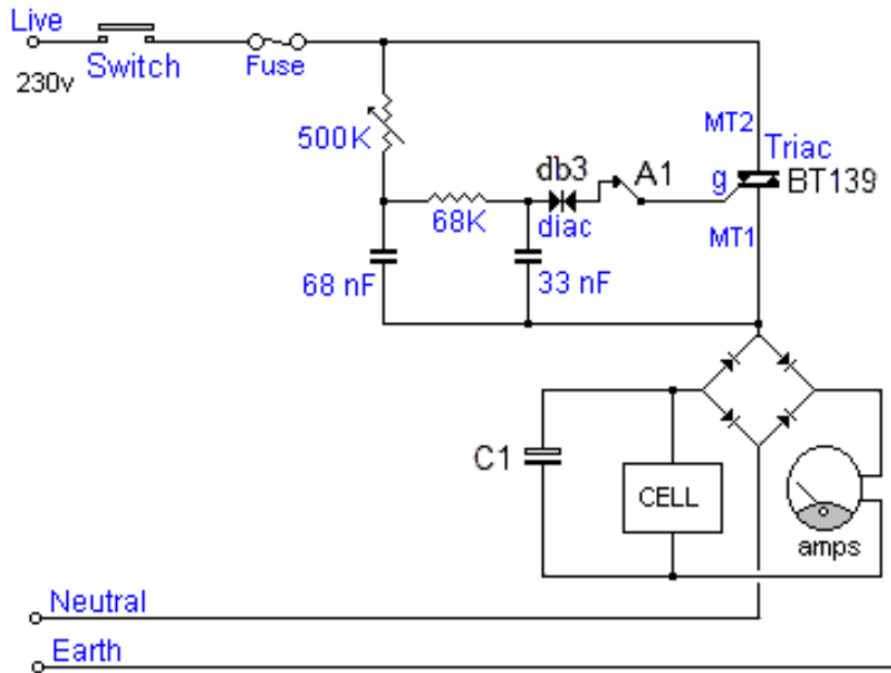 Live
Switch
Fuse
230v
500K
MT2
Triac
db3
A1
g
BT139
68K
diac
MT1
68 nF
33 nF
C1
CELL
amps
Neutral
Earth